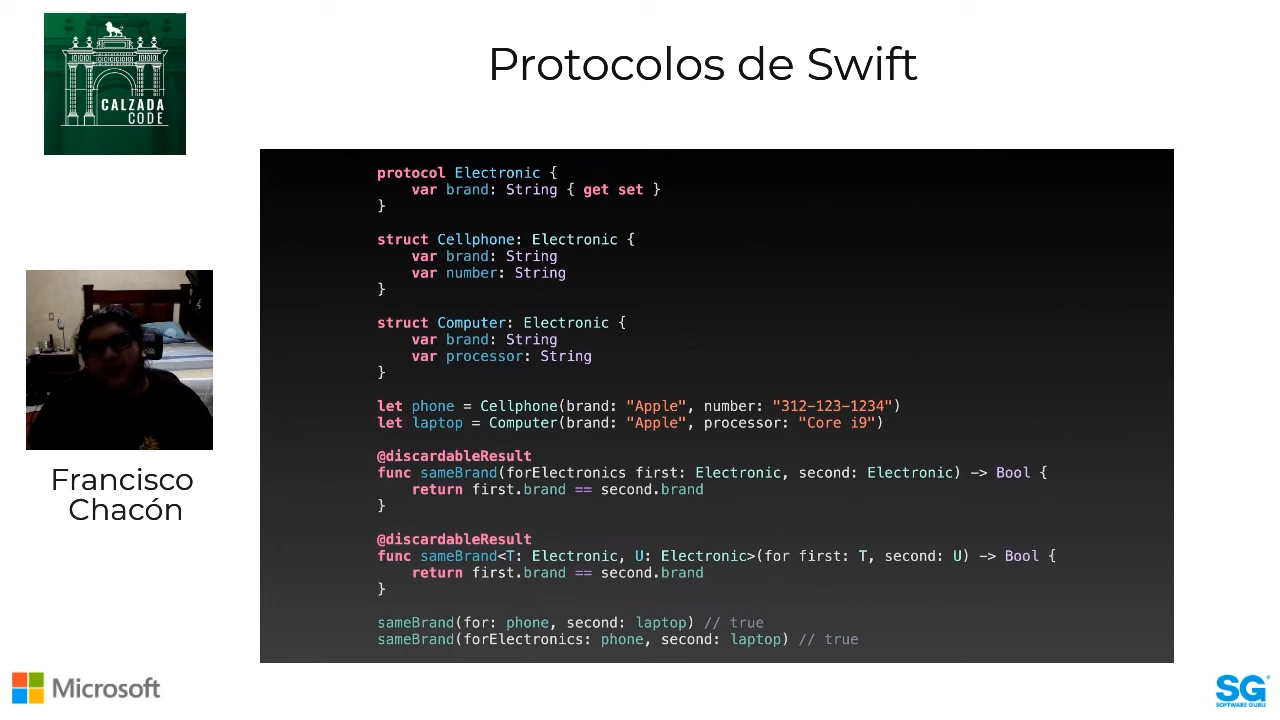 CALZADA
CODE
Protocolos de Swift
protocol Electronic {
    var brand: String { get set }
}
struct Cellphone: Electronic {
    var brand: String
    var number: String
}
struct Computer: Electronic {
    var brand: String
    var processor: String
}
let phone = Cellphone(brand: "Apple", number: "312-123-1234")
let laptop = Computer(brand: "Apple", processor: "Core i9")
@discardableResult
func sameBrand(forElectronics first: Electronic, second: Electronic) -> Bool {
    return first.brand == second.brand
}
@discardableResult
func sameBrand<T: Electronic, U: Electronic>(for first: T, second: U) -> Bool {
    return first.brand == second.brand
}
sameBrand(for: phone, second: laptop) // true
sameBrand(forElectronics: phone, second: laptop) // true
Francisco
Chacón
Microsoft
SG
SOFTWARE GURU